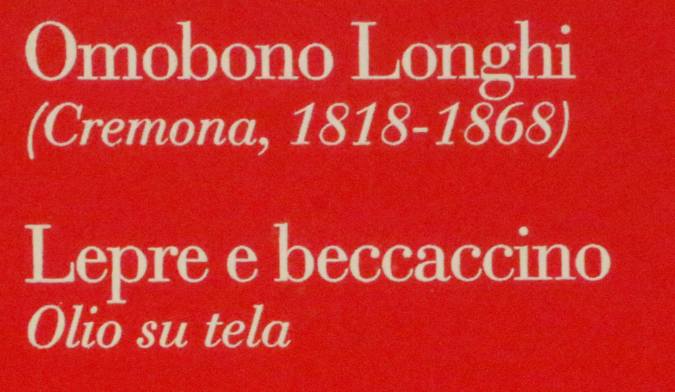 Omobono Longhi
(Cremona, 1818-1868)
Lepre e beccaccino
Olio su tela